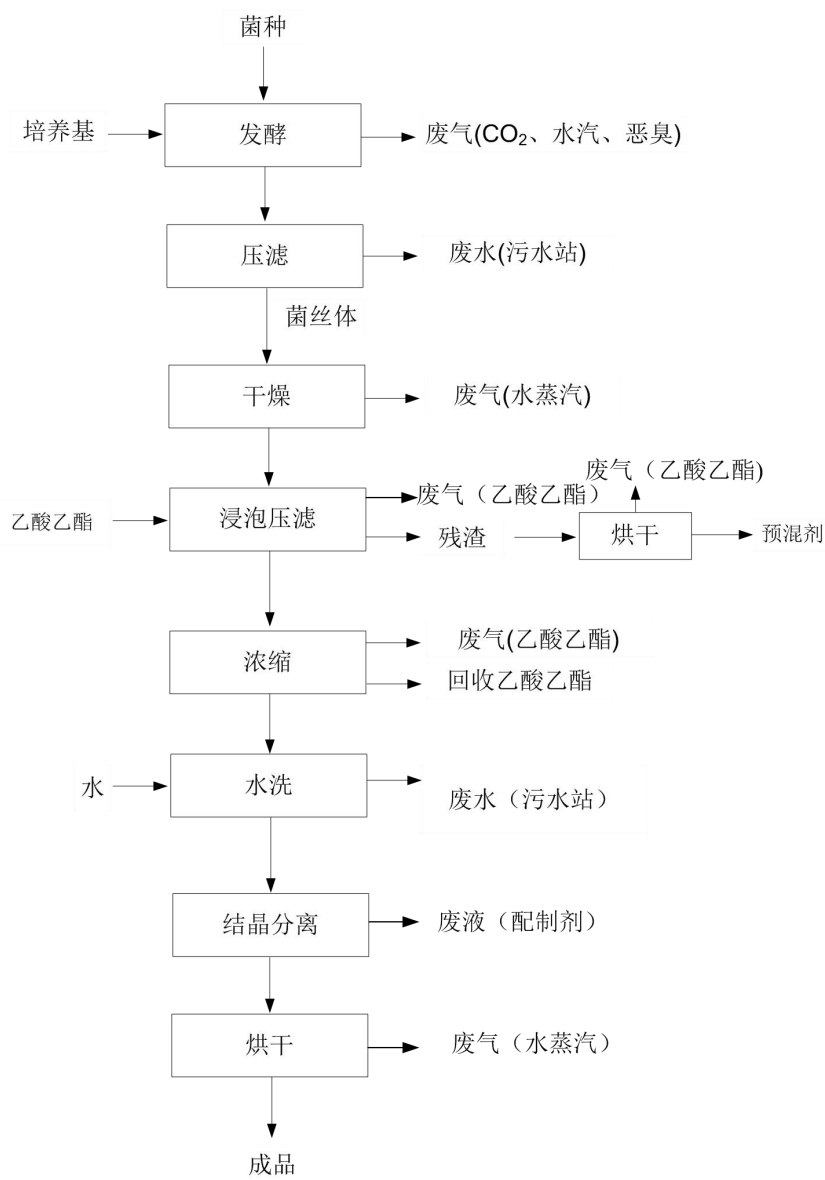 菌种
培养基
发酵
废气(CO₂、水汽、恶臭)
压滤
废水(污水站)
菌丝体
干燥
废气(水蒸汽)
废气（乙酸乙酯)
乙酸乙酯
浸泡压滤
废气（乙酸乙酯）
残渣
烘干
预混剂
浓缩
废气(乙酸乙酯)
回收乙酸乙酯
水
水洗
废水（污水站）
结晶分离
废液（配制剂）
烘干
废气（水蒸汽）
成品